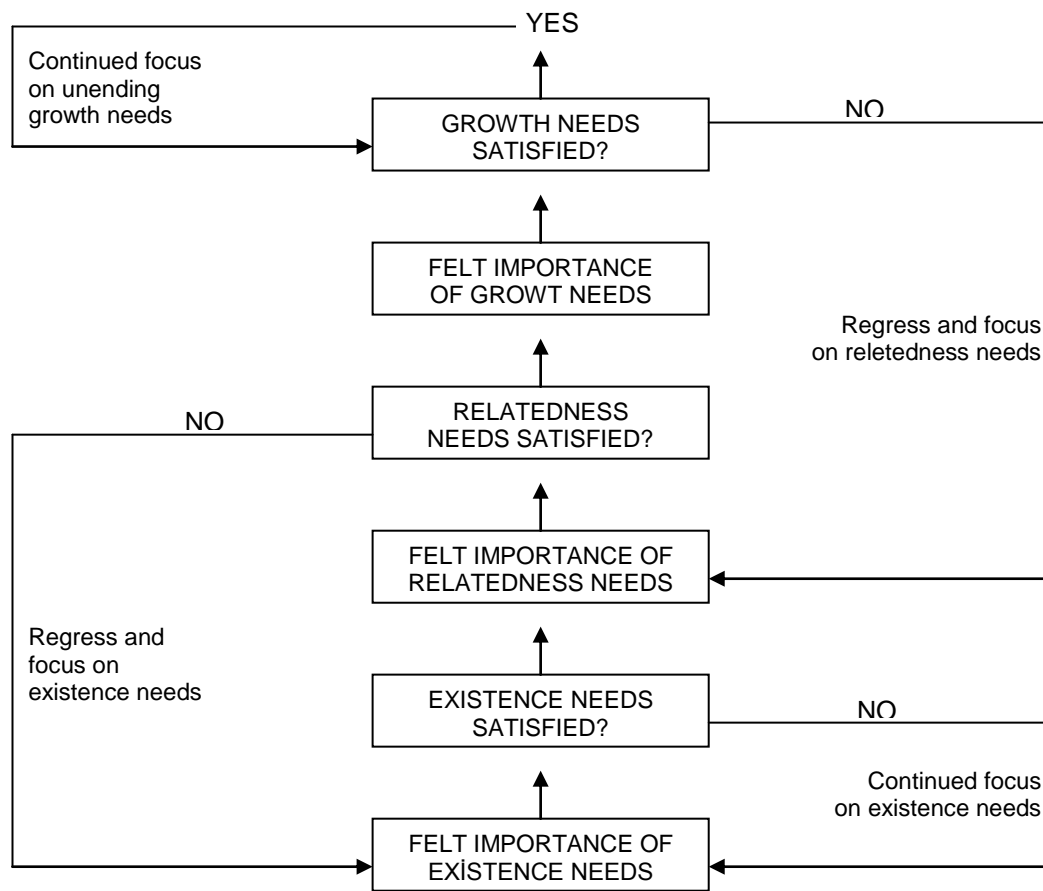 YES
Continued focus
on unending
growth needs
GROWTH NEEDS
SATISFIED?
NO
FELT IMPORTANCE
OF GROWT NEEDS
Regress and focus
on reletedness needs
NO
RELATEDNESS
NEEDS SATISFIED?
FELT IMPORTANCE OF
RELATEDNESS NEEDS
Regress and
focus on
existence needs
EXISTENCE NEEDS
SATISFIED?
NO
Continued focus
on existence needs
FELT IMPORTANCE OF
EXİSTENCE NEEDS